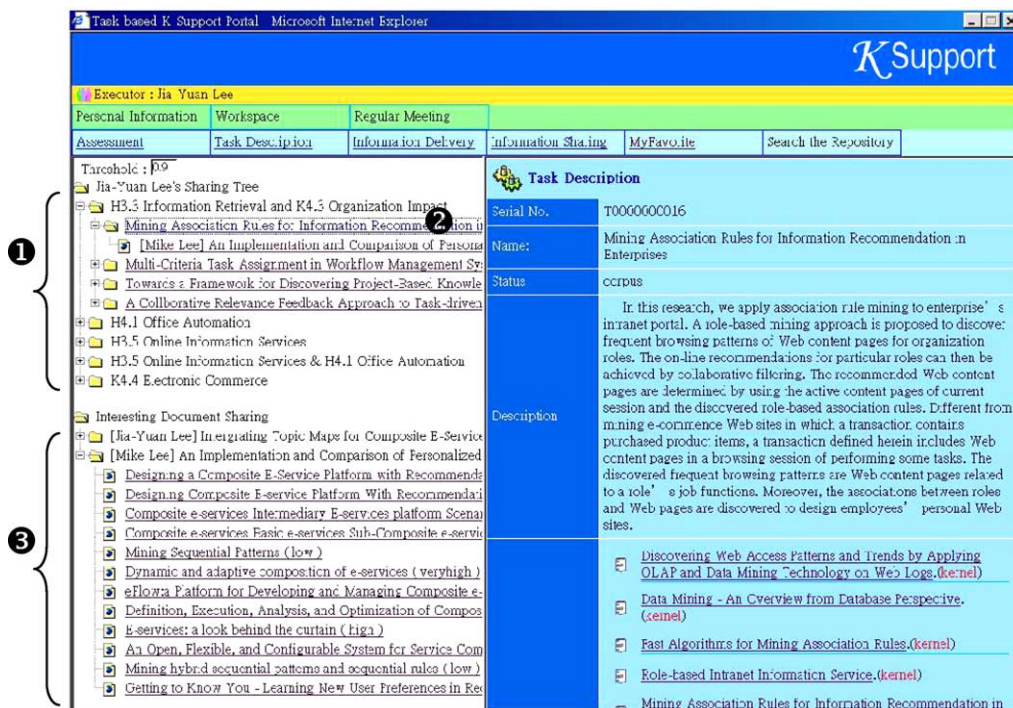 Task based K Support Portal Microsoft Internet Explorer
K Support
Executor : Jia Yuan Lee
Personal Information Workspace Regular Meeting
Assessment Task Description Information Delivery Information Sharing MyFavorite Search the Repository
Threshold : 0.9
Jia-Yuan Lee's Sharing Tree
H3.3 Information Retrieval and K4.3 Organization Impact
Mining Association Rules for Information Recommendation in
[Mike Lee] An Implementation and Comparison of Persona
Multi-Criteria Task Assignment in Workflow Management Sy
Towards a Framework for Discovering Project-Based Knowle
A Collborative Relevance Feedback Approach to Task-driven
H4.1 Office Automation
H3.5 Online Information Services
H3.5 Online Information Services & H4.1 Office Automation
K4.4 Electronic Commerce
1
2
Interesting Document Sharing
[Jia-Yuan Lee] Intergrating Topic Maps for Composite E-Service
[Mike Lee] An Implementation and Comparison of Personalized
Designing a Composite E-Service Platform with Recommenda
Designing Composite E-service Platform With Recommendati
Composite e-services Intermediary E-services platform Scena
Composite e-services Basic e-services Sub-Composite e-servic
Mining Sequential Patterns ( low )
Dynamic and adaptive composition of e-services ( veryhigh )
eFlow:a Platform for Developing and Managing Composite e-
Definition, Execution, Analysis, and Optimization of Compos
E-services: a look behind the curtain ( high )
An Open, Flexible, and Configurable System for Service Com
Mining hybrid sequential patterns and sequential rules ( low )
Getting to Know You - Learning New User Preferences in Rec
3
Task Description
Serial No. T0000000016
Name: Mining Association Rules for Information Recommendation in
Enterprises
Status corpus
Description
In this research, we apply association rule mining to enterprise's
intranet portal. A role-based mining approach is proposed to discover
frequent browsing patterns of Web content pages for organization
roles. The on-line recommendations for particular roles can then be
achieved by collaborative filtering. The recommended Web content
pages are determined by using the active content pages of current
session and the discovered role-based association rules. Different from
mining e-commence Web sites in which a transaction contains
purchased product items, a transaction defined herein includes Web
content pages in a browsing session of performing some tasks. The
discovered frequent browsing patterns are Web content pages related
to a role's job functions. Moreover, the associations between roles
and Web pages are discovered to design employees' personal Web
sites.
Discovering Web Access Patterns and Trends by Applying
OLAP and Data Mining Technology on Web Logs.(kernel)
Data Mining - An Overview from Database Perspective.
(kernel)
Fast Algorithms for Mining Association Rules.(kernel)
Role-based Intranet Information Service.(kernel)
Mining Association Rules for Information Recommendation in